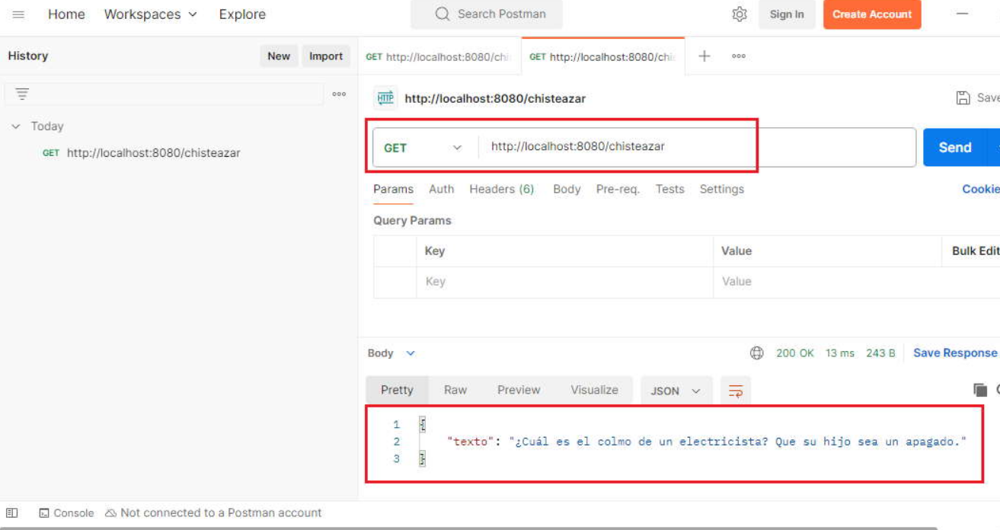 Home Workspaces Explore Search Postman Sign In Create Account
History New Import GET http://localhost:8080/chi GET http://localhost:8080/chi
HTTP http://localhost:8080/chisteazar Save
Today
GET http://localhost:8080/chisteazar
GET http://localhost:8080/chisteazar Send
Params Auth Headers (6) Body Pre-req. Tests Settings Cookie
Query Params
Key Value Bulk Edit
Key Value
Body 200 OK 13 ms 243 B Save Response
Pretty Raw Preview Visualize JSON
1 {
2 "texto": "¿Cuál es el colmo de un electricista? Que su hijo sea un apagado."
3 }
Console Not connected to a Postman account